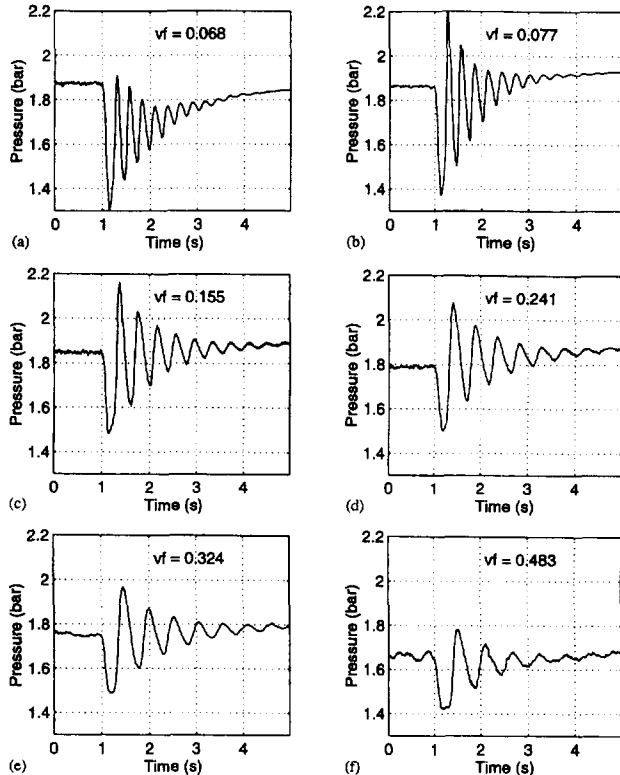 2.2
vf = 0.068
2
1.8
1.6
1.4
Pressure (bar)
0 1 2 3 4
Time (s)
(a)
2.2
vf = 0.077
2
1.8
1.6
1.4
Pressure (bar)
0 1 2 3 4
Time (s)
(b)
2.2
vf = 0.155
2
1.8
1.6
1.4
Pressure (bar)
0 1 2 3 4
Time (s)
(c)
2.2
vf = 0.241
2
1.8
1.6
1.4
Pressure (bar)
0 1 2 3 4
Time (s)
(d)
2.2
vf = 0.324
2
1.8
1.6
1.4
Pressure (bar)
0 1 2 3 4
Time (s)
(e)
2.2
vf = 0.483
2
1.8
1.6
1.4
Pressure (bar)
0 1 2 3 4
Time (s)
(f)